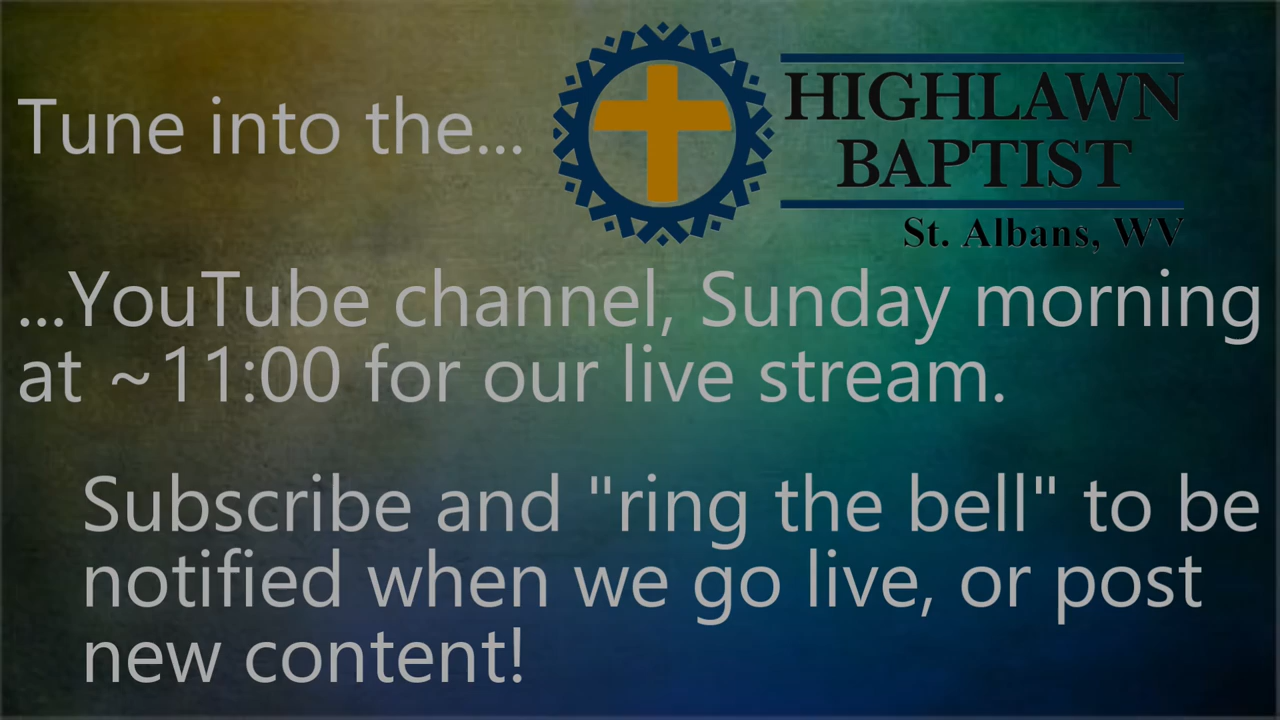 Tune into the...
HIGHLAWN
BAPTIST
St. Albans, WV
...YouTube channel, Sunday morning
at ~11:00 for our live stream.
Subscribe and "ring the bell" to be
notified when we go live, or post
new content!